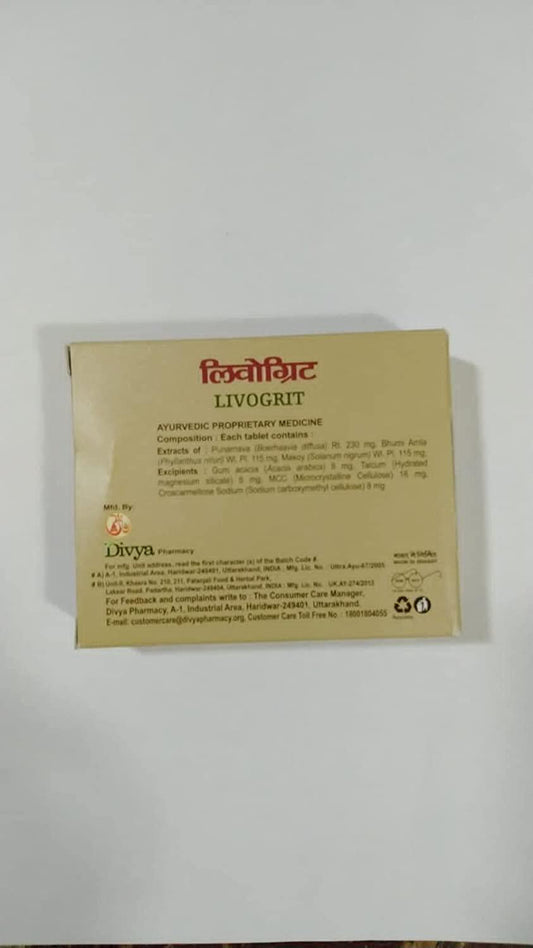 लिवोग्रिट
LIVOGRIT
AYURVEDIC PROPRIETARY MEDICINE
Composition : Each tablet contains :
Extracts of : Punarnava (Boerhaavia diffusa) Rt. 230 mg, Bhumi Amla
(Phyllanthus niruri) Wl. Pl. 115 mg, Makoy (Solanum nigrum) Wl. Pl. 115 mg,
Excipients : Gum acacia (Acacia arabica) 8 mg, Talcum (Hydrated
magnesium silicate) 8 mg, MCC (Microcrystalline Cellulose) 16 mg,
Croscarmellose Sodium (Sodium carboxymethyl cellulose) 8 mg
Mfd. By:
Divya Pharmacy
For mfg. Unit address, read the first character (s) of the Batch Code #
# A) A-1, Industrial Area, Haridwar-249401, Uttarakhand, INDIA : Mfg. Lic. No. : Uttra.Ayu-67/2005
# B) Unit-II, Khasra No. 210, 211, Patanjali Food & Herbal Park,
Laksar Road, Padartha, Haridwar-249404, Uttarakhand, INDIA : Mfg. Lic. No. UK.AY-274/2013
For Feedback and complaints write to : The Consumer Care Manager,
Divya Pharmacy, A-1, Industrial Area, Haridwar-249401, Uttarakhand.
E-mail: customercare@divyapharmacy.org, Customer Care Toll Free No. : 18001804055
भारत में निर्मित
MADE IN BHARAT